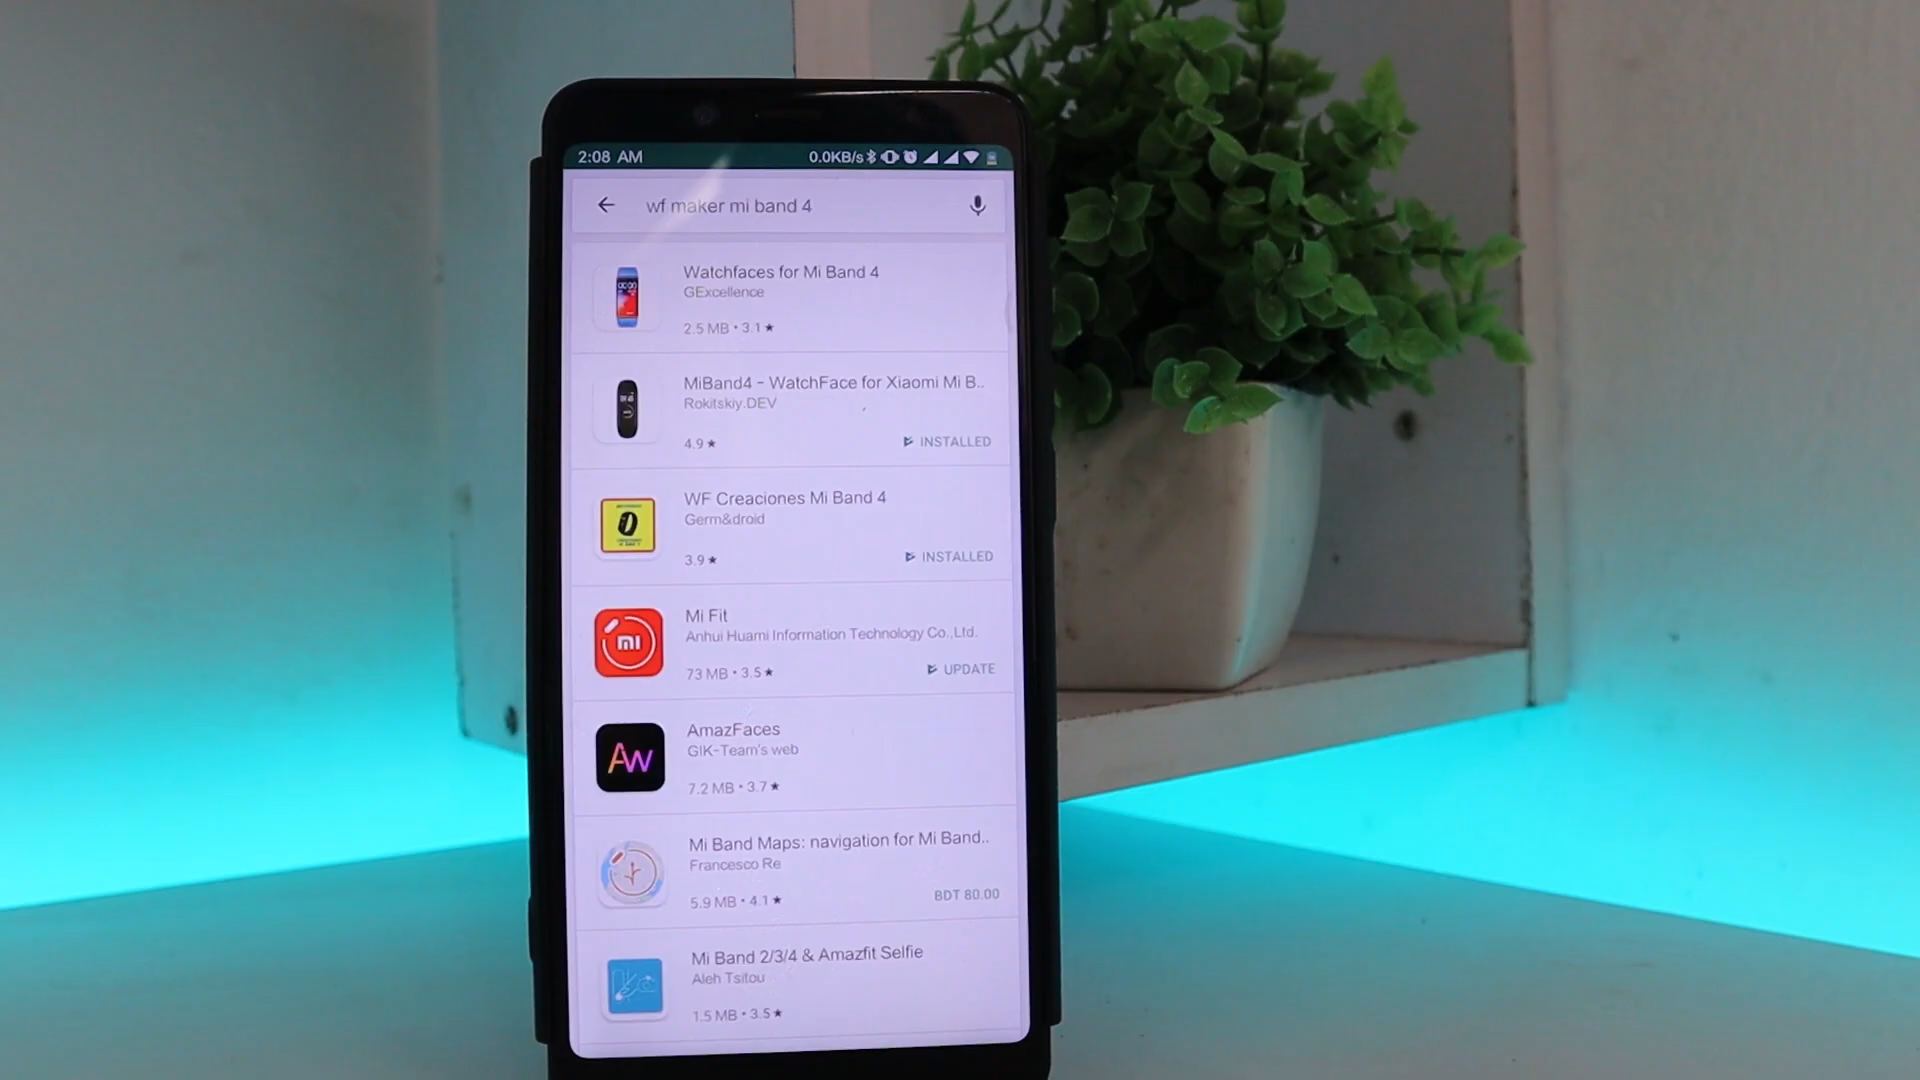 2:08 AM
0.0KB/s
wf maker mi band 4
Watchfaces for Mi Band 4
GExcellence
2.5 MB • 3.1 ★
MiBand4 - WatchFace for Xiaomi Mi B..
Rokitskiy.DEV
4.9 ★
INSTALLED
WF Creaciones Mi Band 4
Germ&droid
3.9 ★
INSTALLED
mi
Mi Fit
Anhui Huami Information Technology Co.,Ltd.
73 MB • 3.5 ★
UPDATE
AW
AmazFaces
GIK-Team's web
7.2 MB • 3.7 ★
Mi Band Maps: navigation for Mi Band..
Francesco Re
5.9 MB • 4.1 ★
BDT 80.00
Mi Band 2/3/4 & Amazfit Selfie
Aleh Tsitou
1.5 MB • 3.5 ★